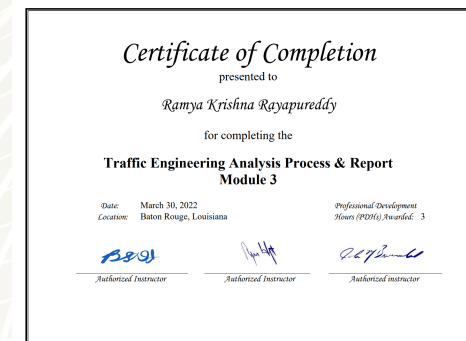 Certificate of Completion
presented to
Ramya Krishna Rayapureddy
for completing the
Traffic Engineering Analysis Process & Report
Module 3
Date: March 30, 2022
Location: Baton Rouge, Louisiana
Professional Development
Hours (PDHs) Awarded: 3
Authorized Instructor
Authorized Instructor
Authorized instructor